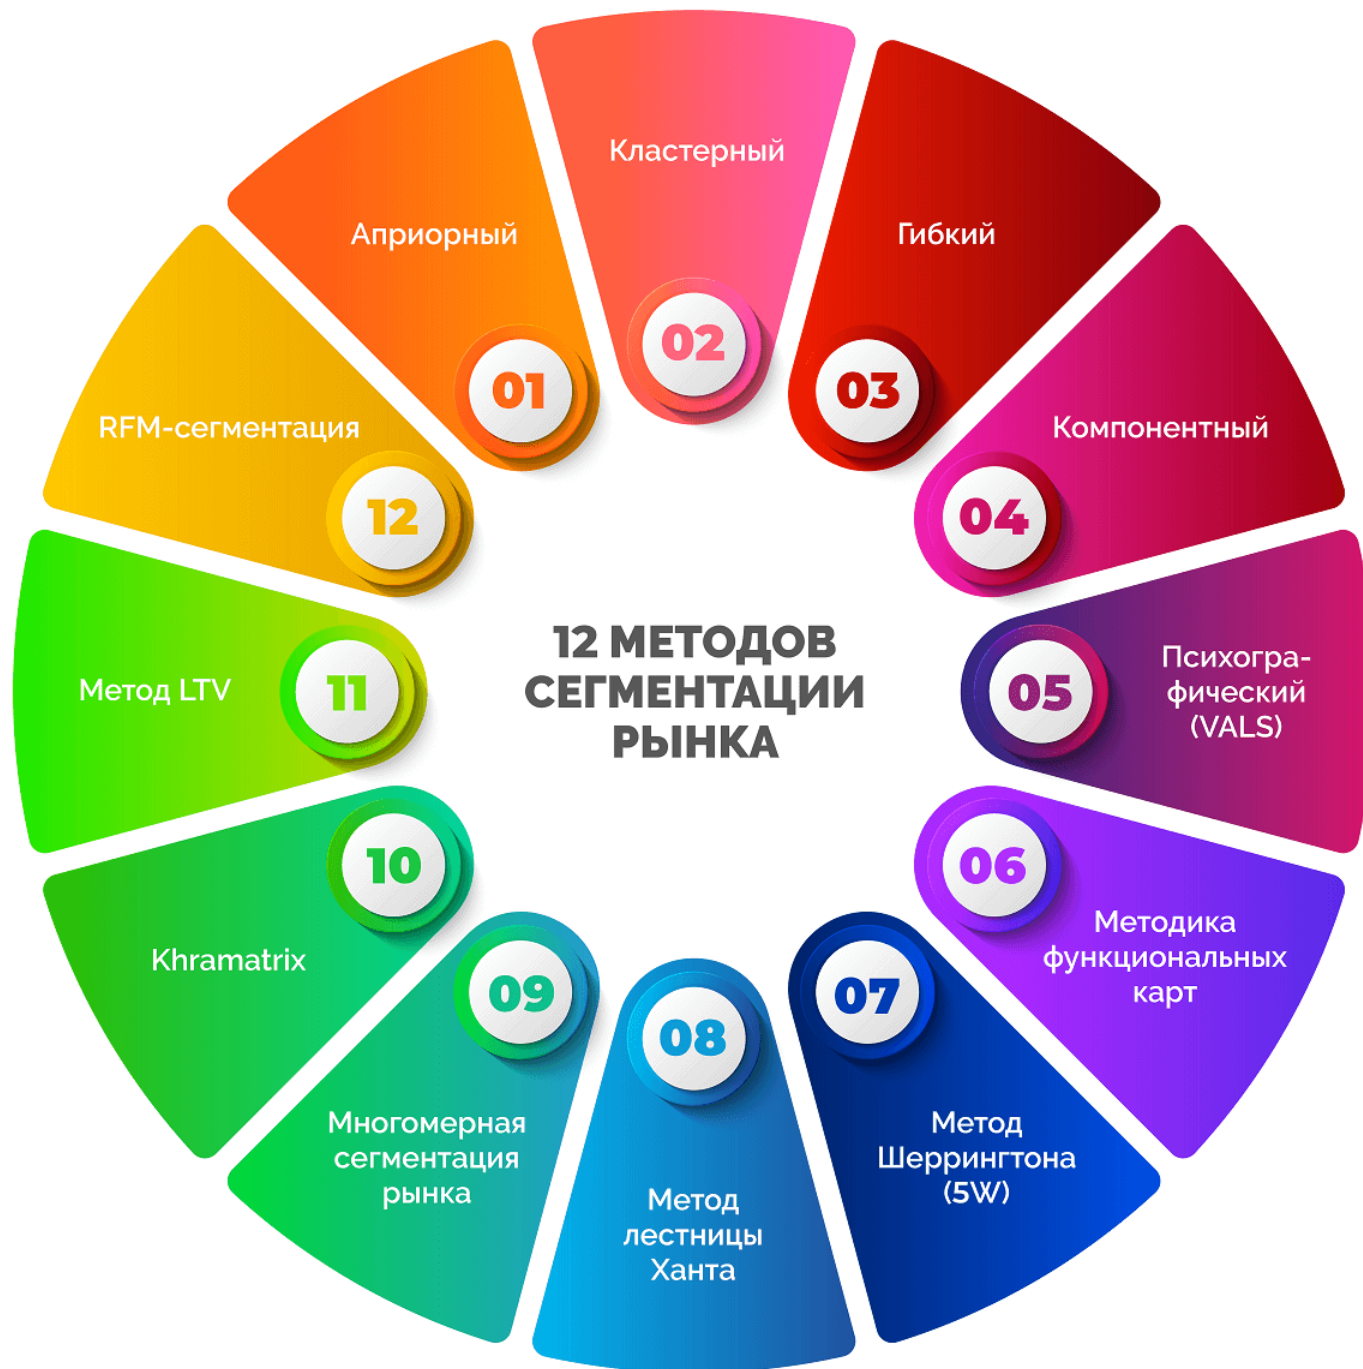 12 МЕТОДОВ
СЕГМЕНТАЦИИ
РЫНКА
Априорный
01
Кластерный
02
Гибкий
03
Компонентный
04
Психогра-
фический
(VALS)
05
Методика
функциональных
карт
06
Метод
Шеррингтона
(5W)
07
Метод
лестницы
Ханта
08
Многомерная
сегментация
рынка
09
Khramatrix
10
Метод LTV
11
RFM-сегментация
12